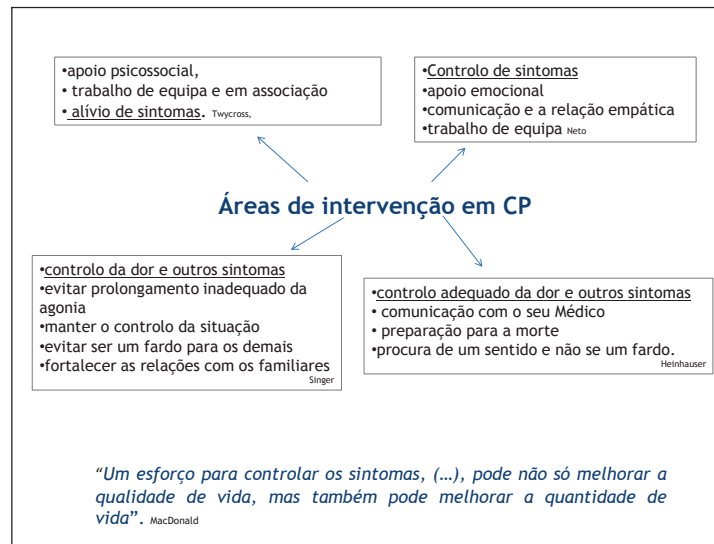 •apoio psicossocial,
• trabalho de equipa e em associação
• alívio de sintomas. Twycross,
•Controlo de sintomas
•apoio emocional
•comunicação e a relação empática
•trabalho de equipa Neto
Áreas de intervenção em CP
•controlo da dor e outros sintomas
•evitar prolongamento inadequado da
agonia
•manter o controlo da situação
•evitar ser um fardo para os demais
•fortalecer as relações com os familiares
Singer
•controlo adequado da dor e outros sintomas
• comunicação com o seu Médico
• preparação para a morte
•procura de um sentido e não se um fardo.
Heinhauser
“Um esforço para controlar os sintomas, (…), pode não só melhorar a
qualidade de vida, mas também pode melhorar a quantidade de
vida”. MacDonald